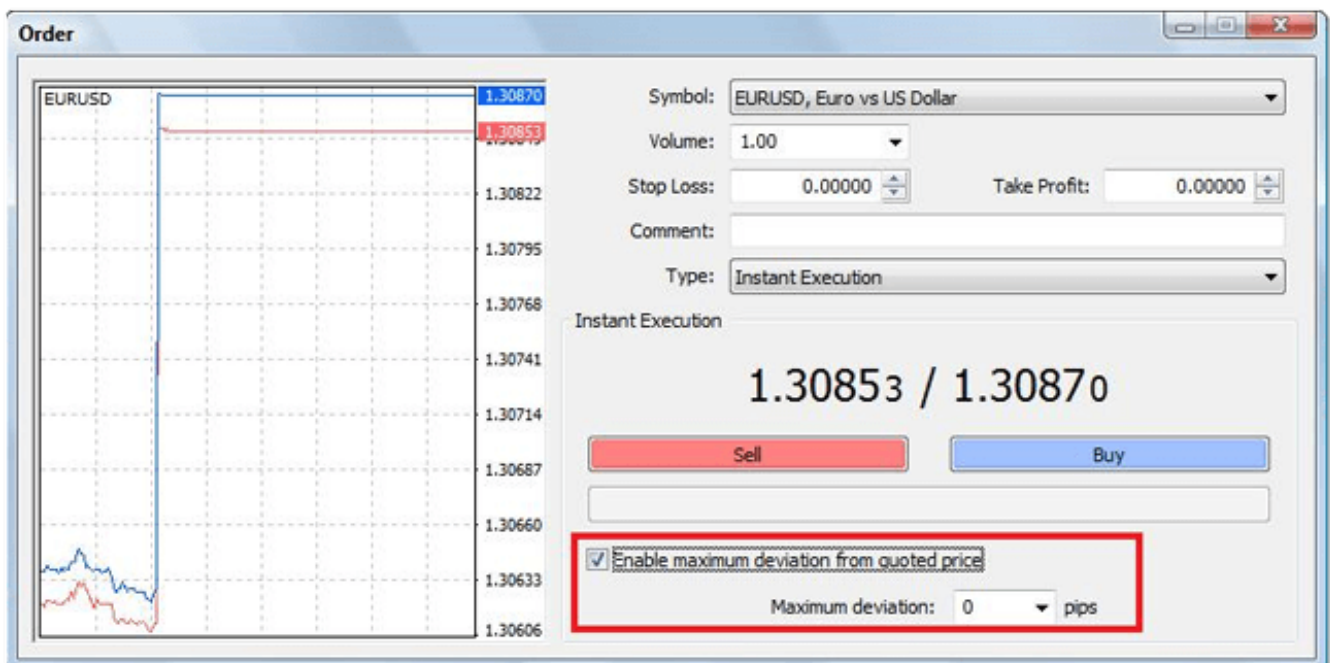 Order
EURUSD
1.30870
1.30853
1.30822
1.30795
1.30768
1.30741
1.30714
1.30687
1.30660
1.30633
1.30606
Symbol: EURUSD, Euro vs US Dollar
Volume: 1.00
Stop Loss: 0.00000 Take Profit: 0.00000
Comment:
Type: Instant Execution
Instant Execution
1.30853 / 1.30870
Sell Buy
Enable maximum deviation from quoted price
Maximum deviation: 0 pips